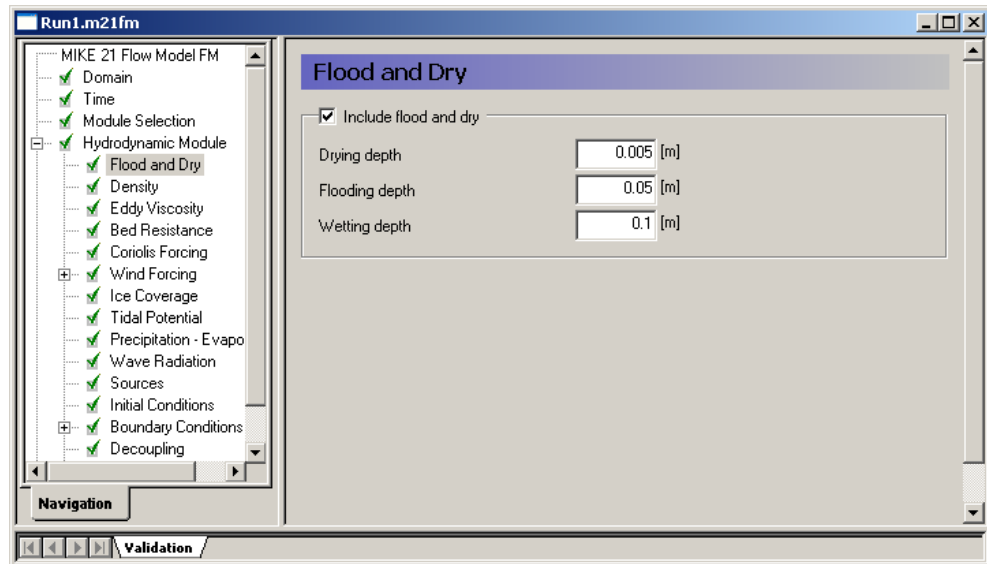 Run1.m21fm
MIKE 21 Flow Model FM
Domain
Time
Module Selection
Hydrodynamic Module
Flood and Dry
Density
Eddy Viscosity
Bed Resistance
Coriolis Forcing
Wind Forcing
Ice Coverage
Tidal Potential
Precipitation - Evapo
Wave Radiation
Sources
Initial Conditions
Boundary Conditions
Decoupling
Navigation
Flood and Dry
Include flood and dry
Drying depth 0.005 [m]
Flooding depth 0.05 [m]
Wetting depth 0.1 [m]
Validation